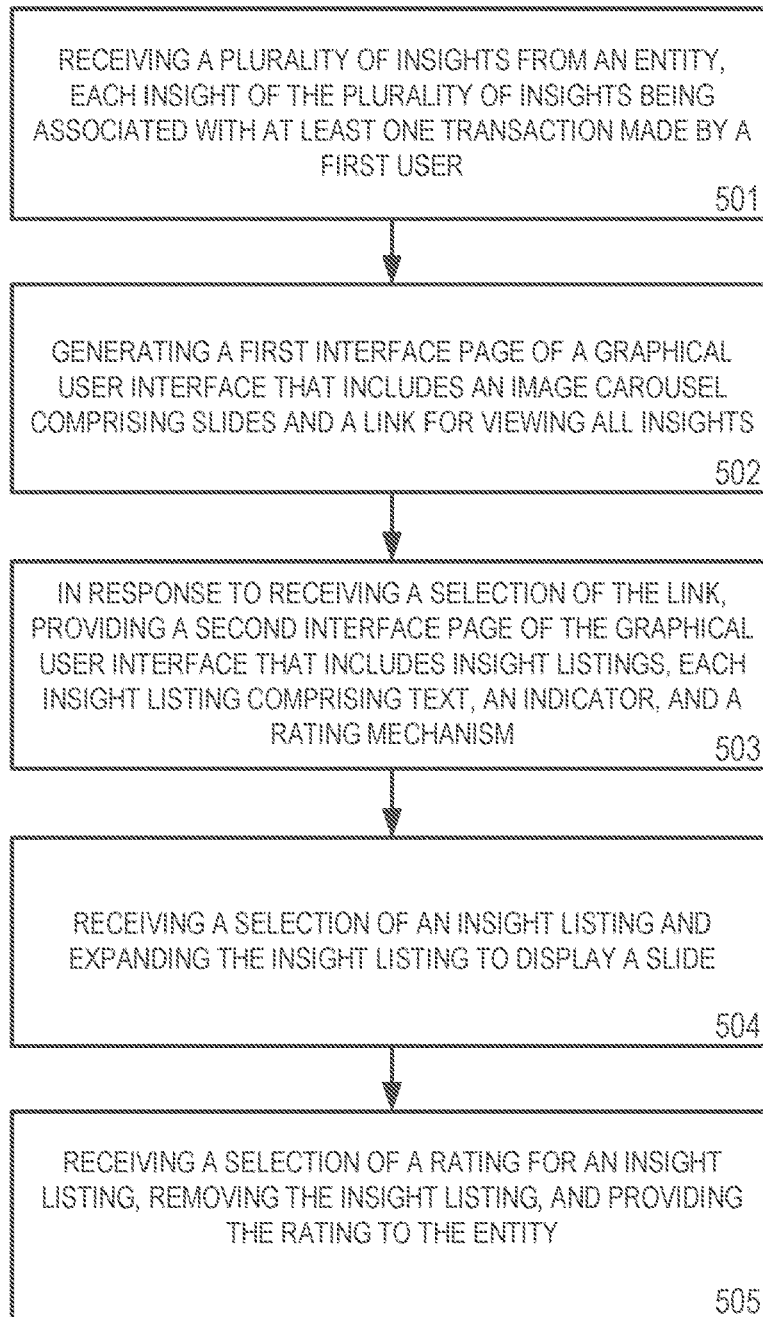 RECEIVING A PLURALITY OF INSIGHTS FROM AN ENTITY,
EACH INSIGHT OF THE PLURALITY OF INSIGHTS BEING
ASSOCIATED WITH AT LEAST ONE TRANSACTION MADE BY A
FIRST USER
501
GENERATING A FIRST INTERFACE PAGE OF A GRAPHICAL
USER INTERFACE THAT INCLUDES AN IMAGE CAROUSEL
COMPRISING SLIDES AND A LINK FOR VIEWING ALL INSIGHTS
502
IN RESPONSE TO RECEIVING A SELECTION OF THE LINK,
PROVIDING A SECOND INTERFACE PAGE OF THE GRAPHICAL
USER INTERFACE THAT INCLUDES INSIGHT LISTINGS, EACH
INSIGHT LISTING COMPRISING TEXT, AN INDICATOR, AND A
RATING MECHANISM
503
RECEIVING A SELECTION OF AN INSIGHT LISTING AND
EXPANDING THE INSIGHT LISTING TO DISPLAY A SLIDE
504
RECEIVING A SELECTION OF A RATING FOR AN INSIGHT
LISTING, REMOVING THE INSIGHT LISTING, AND PROVIDING
THE RATING TO THE ENTITY
505